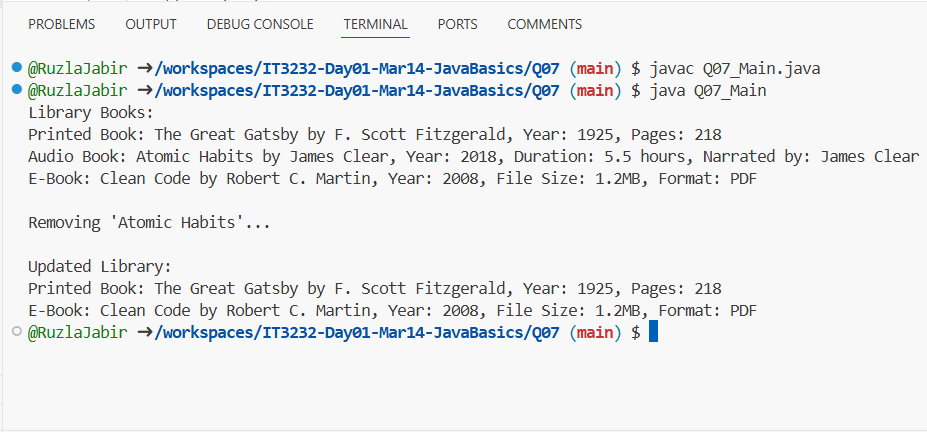 PROBLEMS OUTPUT DEBUG CONSOLE TERMINAL PORTS COMMENTS
@RuzlaJabir ➜/workspaces/IT3232-Day01-Mar14-JavaBasics/Q07 (main) $ javac Q07_Main.java
@RuzlaJabir ➜/workspaces/IT3232-Day01-Mar14-JavaBasics/Q07 (main) $ java Q07_Main
Library Books:
Printed Book: The Great Gatsby by F. Scott Fitzgerald, Year: 1925, Pages: 218
Audio Book: Atomic Habits by James Clear, Year: 2018, Duration: 5.5 hours, Narrated by: James Clear
E-Book: Clean Code by Robert C. Martin, Year: 2008, File Size: 1.2MB, Format: PDF
Removing 'Atomic Habits'...
Updated Library:
Printed Book: The Great Gatsby by F. Scott Fitzgerald, Year: 1925, Pages: 218
E-Book: Clean Code by Robert C. Martin, Year: 2008, File Size: 1.2MB, Format: PDF
@RuzlaJabir ➜/workspaces/IT3232-Day01-Mar14-JavaBasics/Q07 (main) $